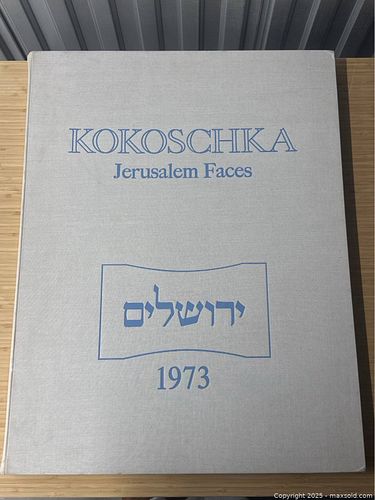 KOKOSCHKA
Jerusalem Faces
ירושלים
1973
Copyright 2025 - maxsold.com